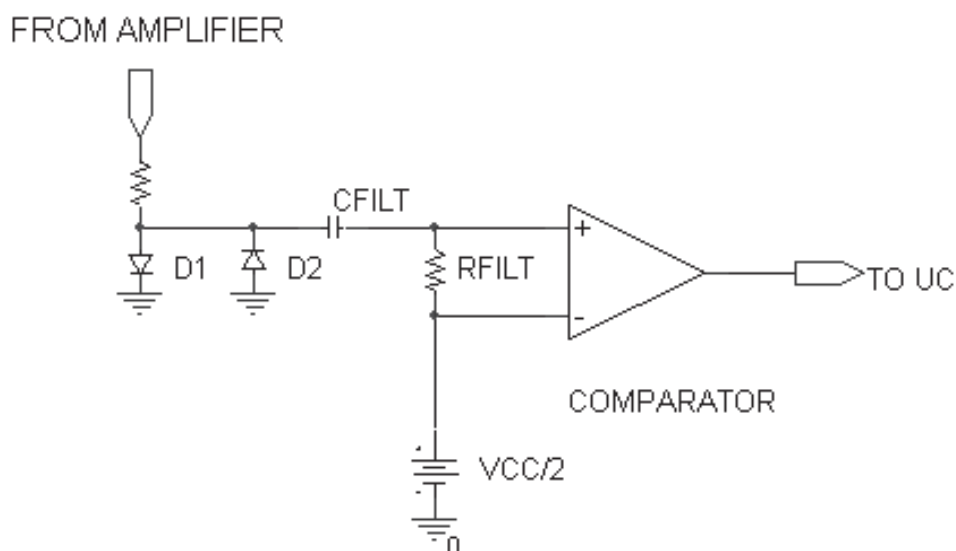 FROM AMPLIFIER
CFILT
D1
D2
RFILT
+
-
TO UC
COMPARATOR
VCC/2
+
-
0